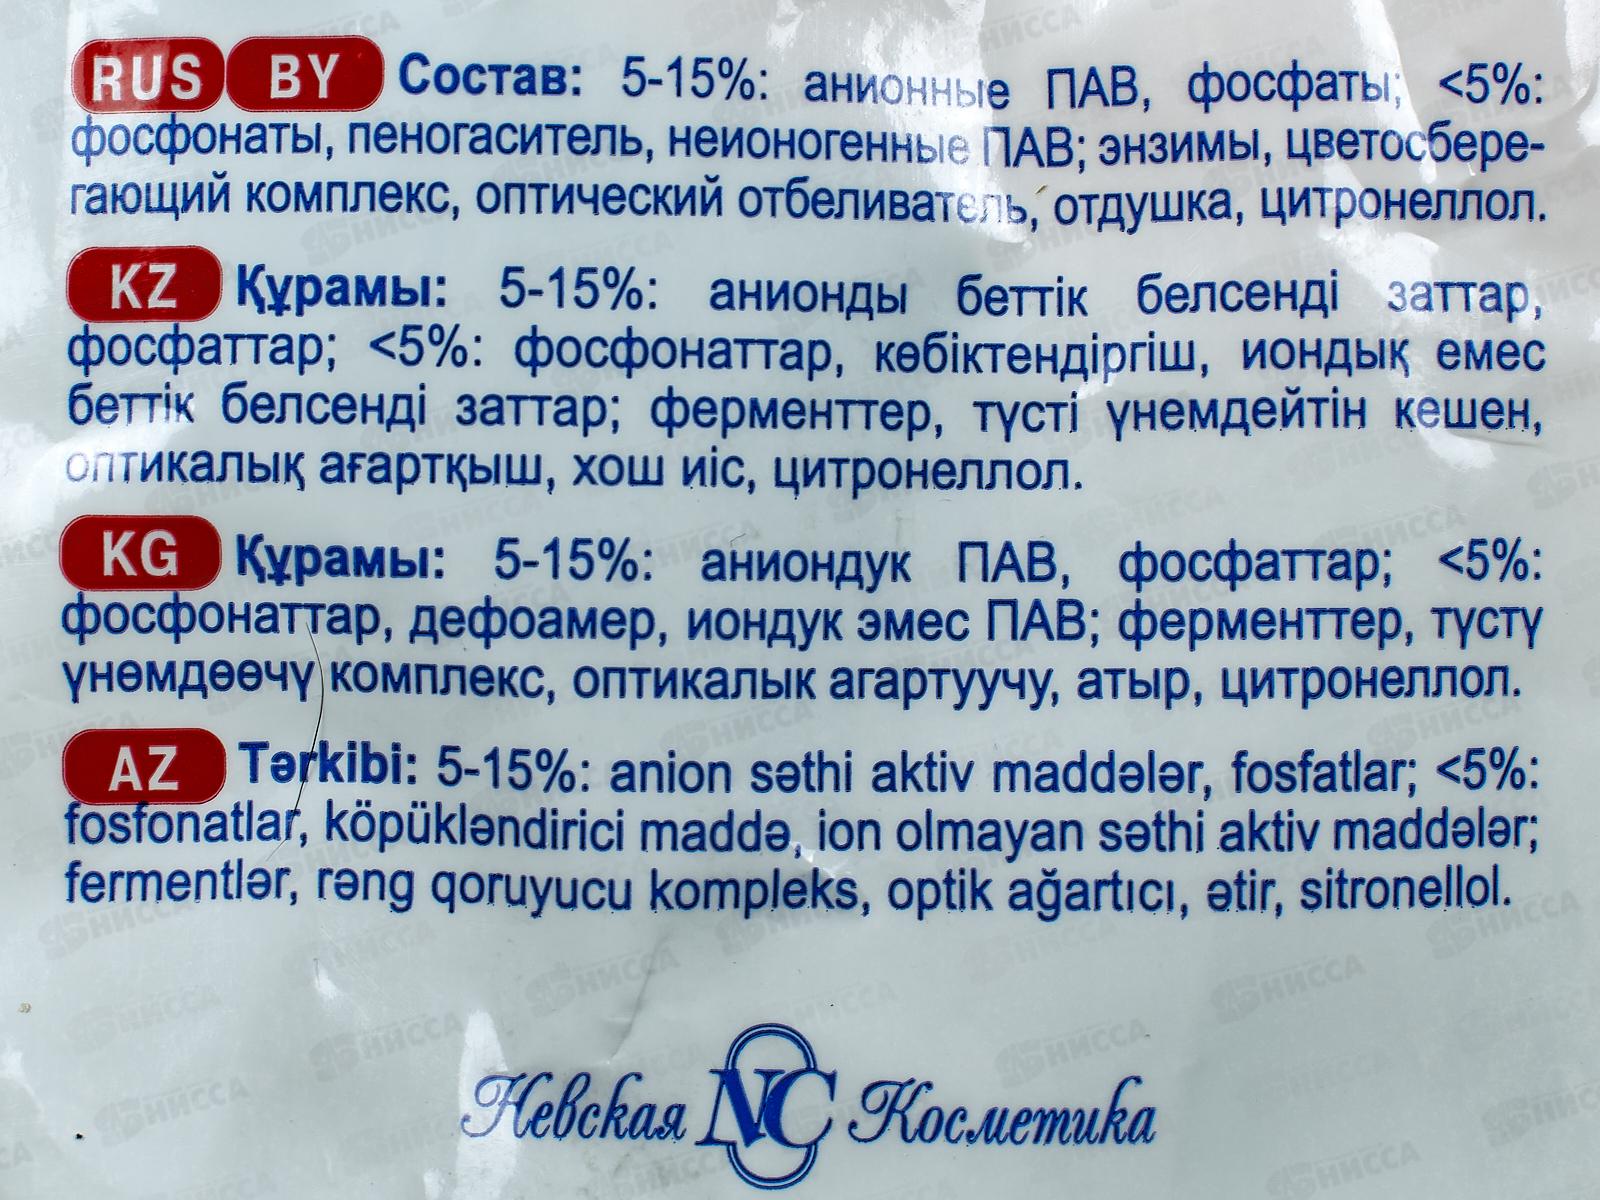 RUS BY Состав: 5-15%: анионные ПАВ, фосфаты; <5%:
фосфонаты, пеногаситель, неионогенные ПАВ; энзимы, цветосбере-
гающий комплекс, оптический отбеливатель, отдушка, цитронеллол.
KZ Құрамы: 5-15%: анионды беттік белсенді заттар,
фосфаттар; <5%: фосфонаттар, көбіктендіргіш, иондық емес
беттік белсенді заттар; ферменттер, түсті үнемдейтін кешен,
оптикалық ағартқыш, хош иіс, цитронеллол.
KG Құрамы: 5-15%: аниондук ПАВ, фосфаттар; <5%:
фосфонаттар, дефоамер, иондук эмес ПАВ; ферменттер, түстү
үнөмдөөчү комплекс, оптикалык агартуучу, атыр, цитронеллол.
AZ Tərkibi: 5-15%: anion səthi aktiv maddələr, fosfatlar; <5%:
fosfonatlar, köpükləndirici maddə, ion olmayan səthi aktiv maddələr;
fermentlər, rəng qoruyucu kompleks, optik ağartıcı, ətir, sitronellol.
Невская NC Косметика